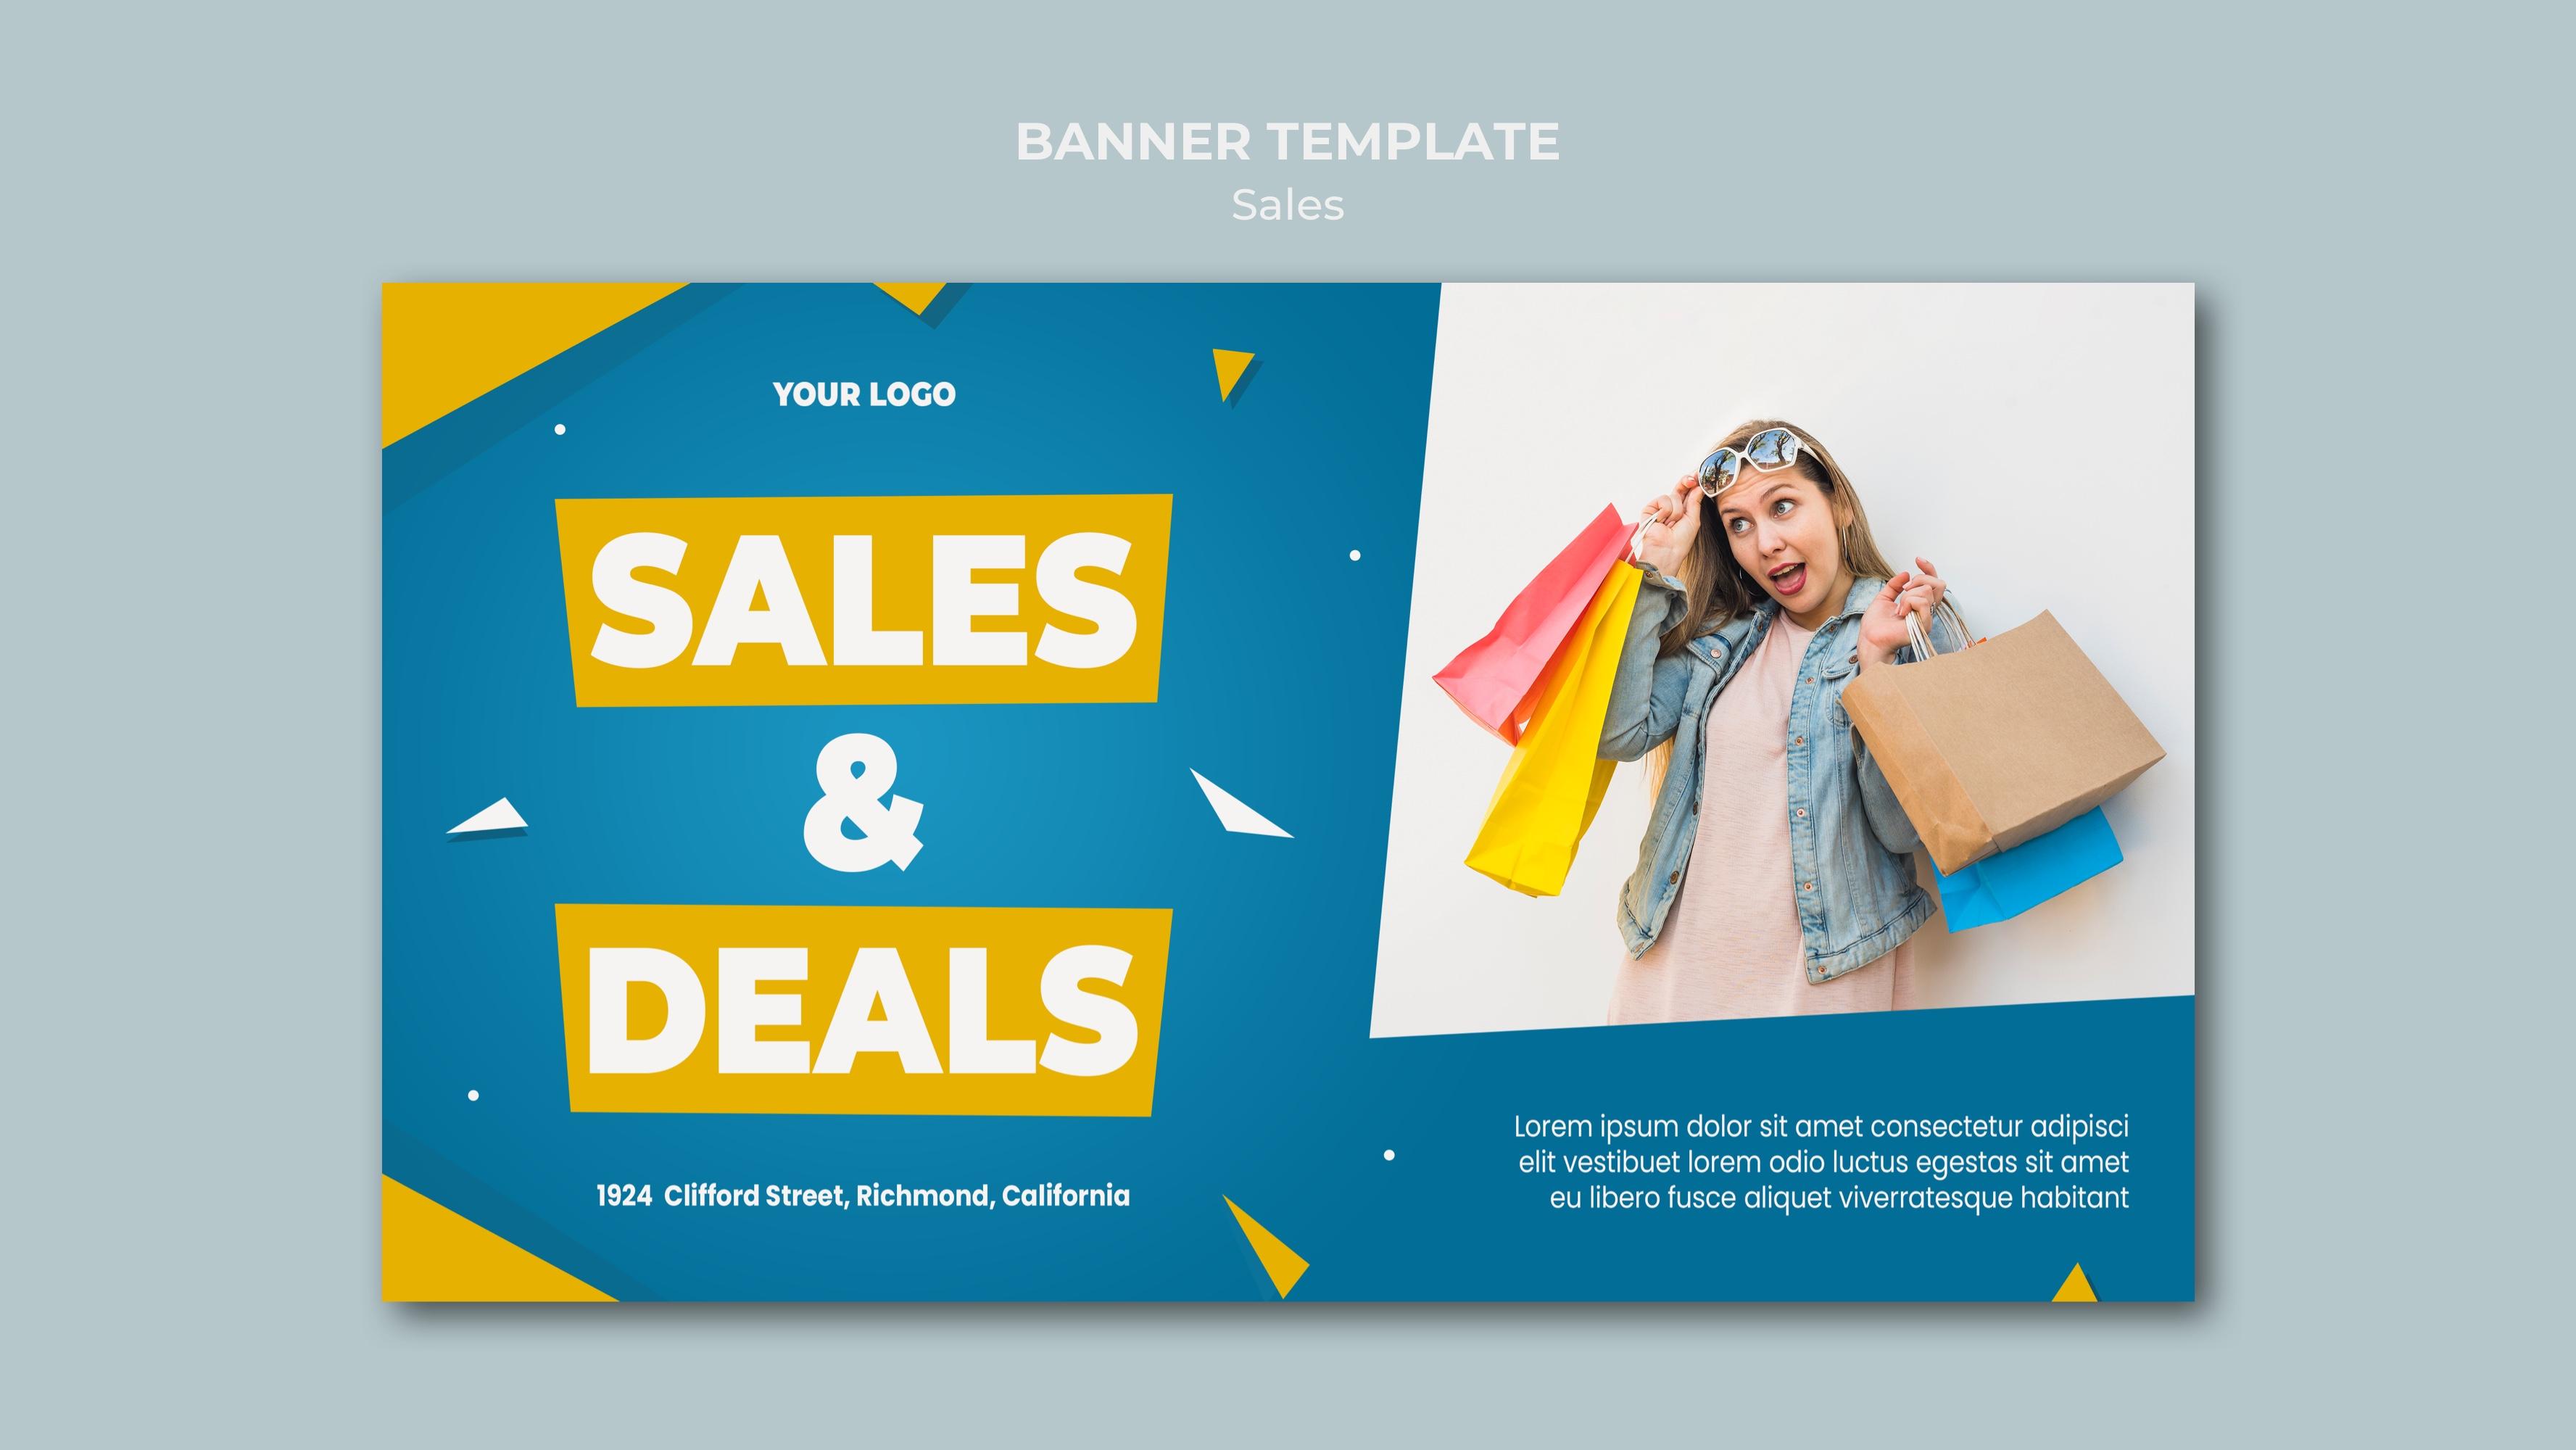 BANNER TEMPLATE
Sales
YOUR LOGO
SALES
&
DEALS
1924 Clifford Street, Richmond, California
Lorem ipsum dolor sit amet consectetur adipisci
elit vestibuet lorem odio luctus egestas sit amet
eu libero fusce aliquet viverratesque habitant